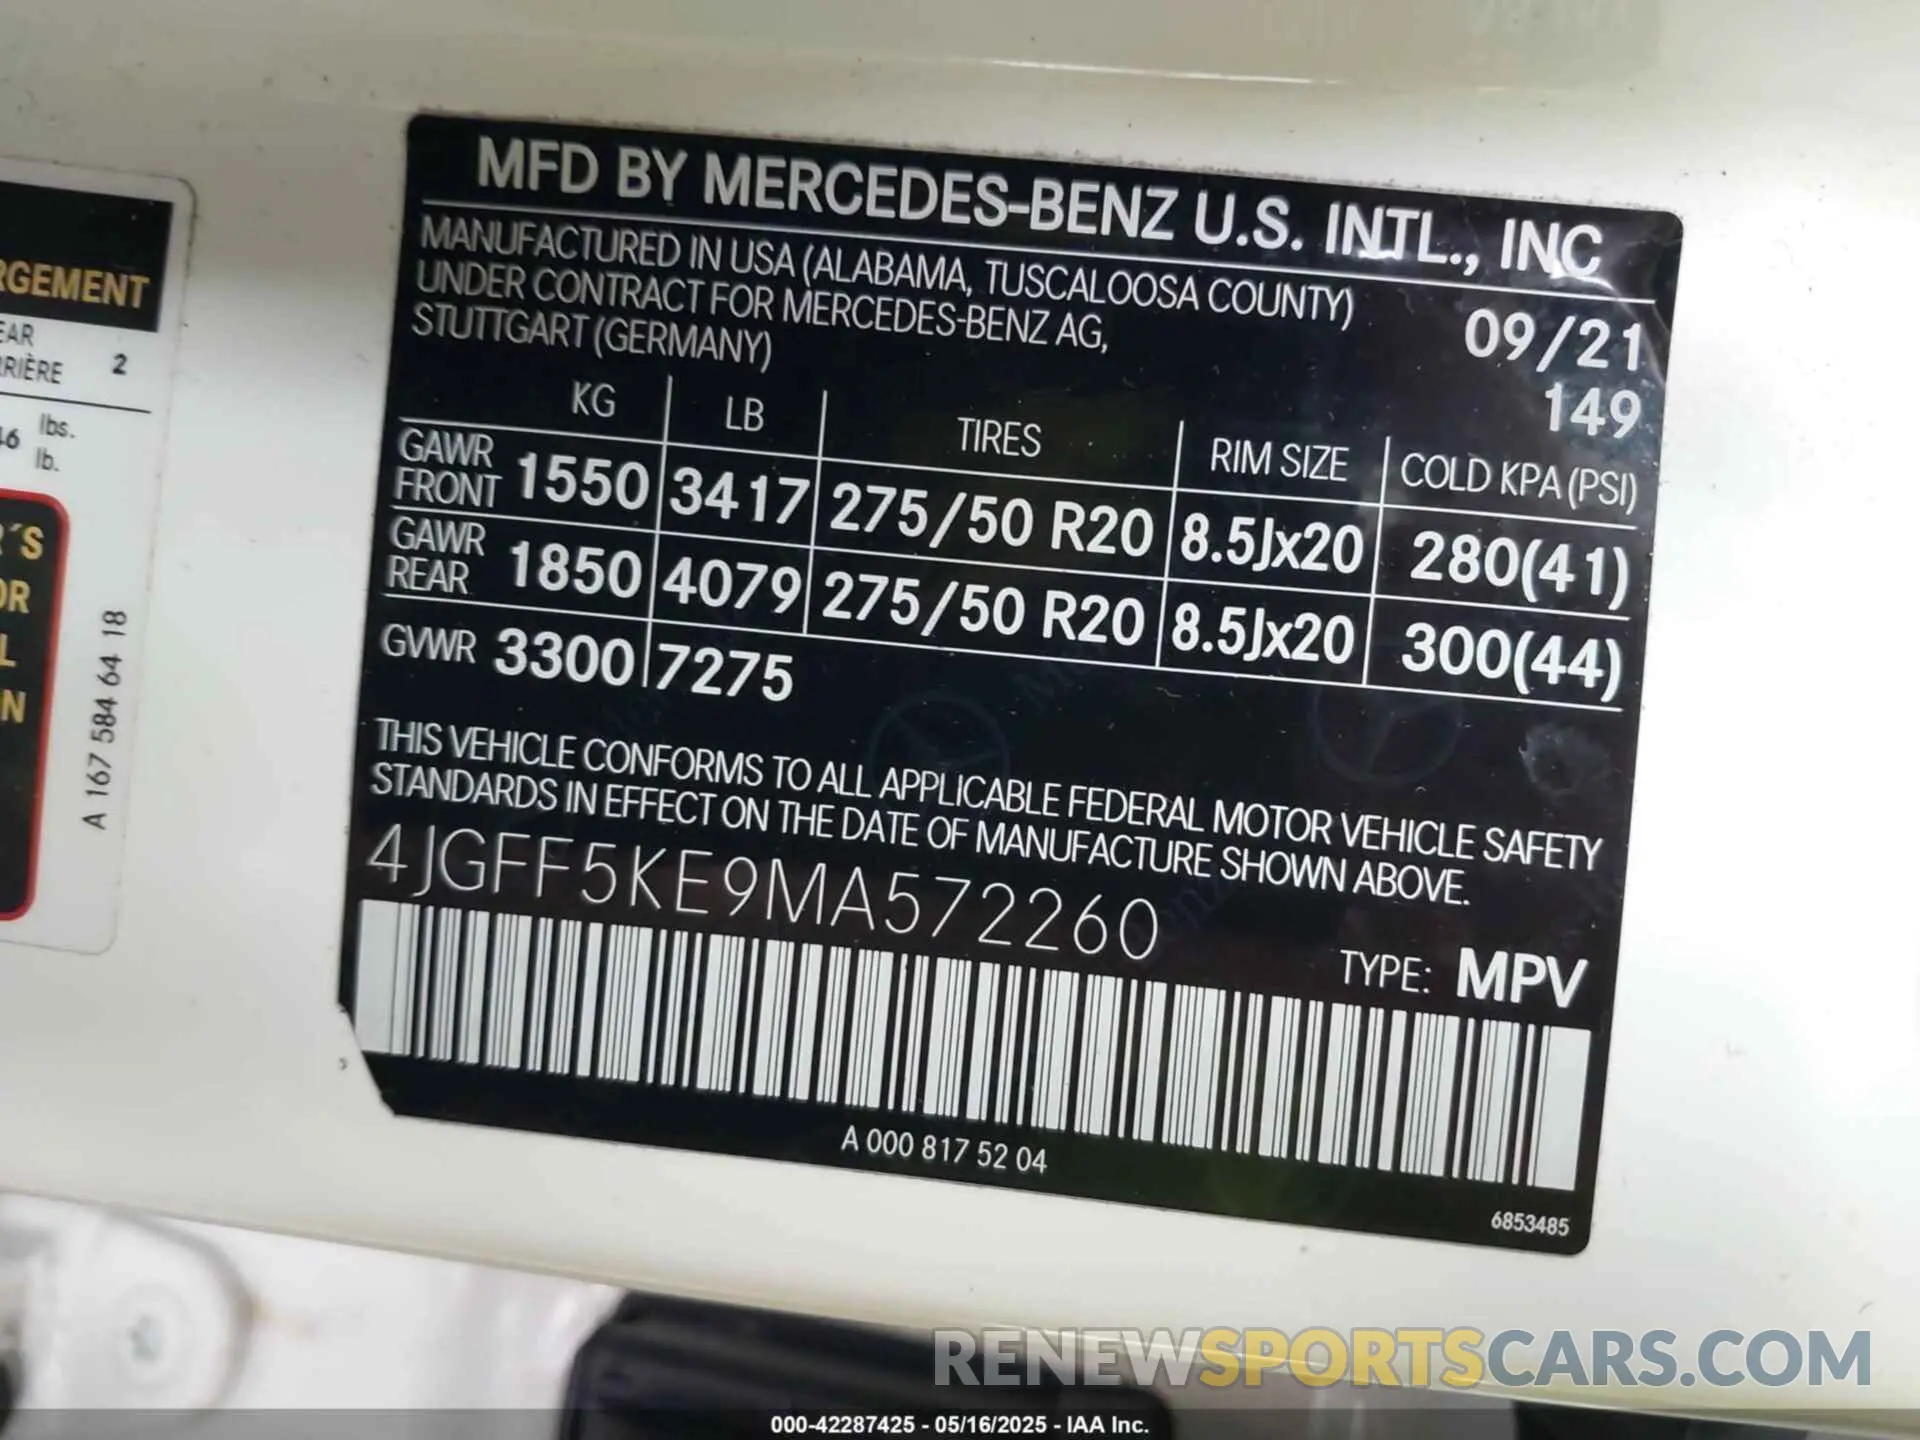 MFD BY MERCEDES-BENZ U.S. INTL., INC
MANUFACTURED IN USA (ALABAMA, TUSCALOOSA COUNTY)
UNDER CONTRACT FOR MERCEDES-BENZ AG,
STUTTGART (GERMANY)
09/21
149
KG LB TIRES RIM SIZE COLD KPA (PSI)
GAWR FRONT 1550 3417 275/50 R20 8.5Jx20 280(41)
GAWR REAR 1850 4079 275/50 R20 8.5Jx20 300(44)
GVWR 3300 7275
THIS VEHICLE CONFORMS TO ALL APPLICABLE FEDERAL MOTOR VEHICLE SAFETY
STANDARDS IN EFFECT ON THE DATE OF MANUFACTURE SHOWN ABOVE.
4JGFF5KE9MA572260
TYPE: MPV
A 000 817 52 04
6853485
RGEMENT
EAR
RIÈRE 2
46 lbs.
lb.
R´S
OR
L
N
A 167 584 64 18
RENEWSPORTSCARS.COM
000-42287425 - 05/16/2025 - IAA Inc.